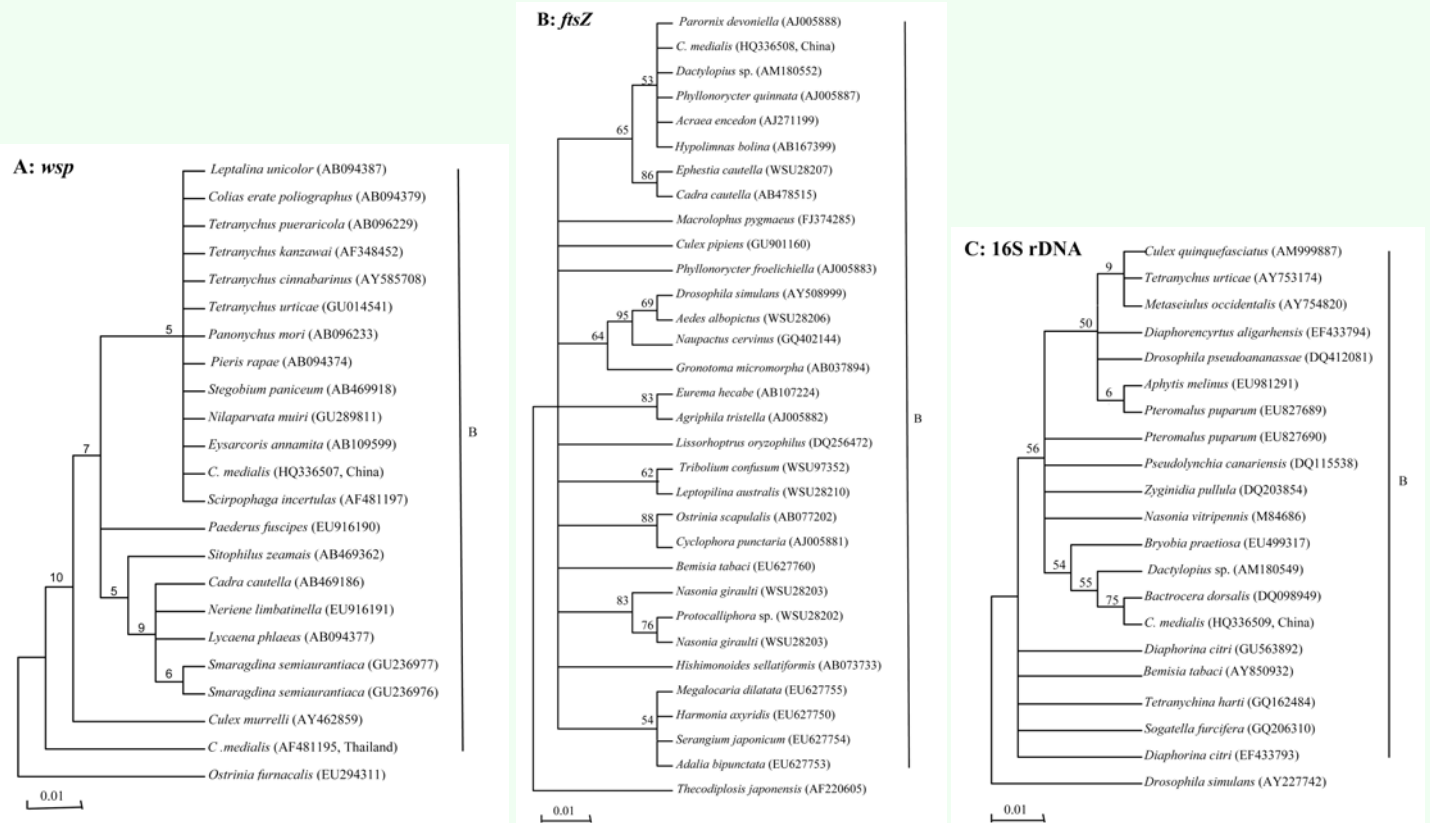 A: wsp
Leptalina unicolor (AB094387)
Colias erate poliographus (AB094379)
Tetranychus pueraricola (AB096229)
Tetranychus kanzawai (AF348452)
Tetranychus cinnabarinus (AY585708)
Tetranychus urticae (GU014541)
5
Panonychus mori (AB096233)
Pieris rapae (AB094374)
Stegobium paniceum (AB469918)
Nilaparvata muiri (GU289811)
Eysarcoris annamita (AB109599)
B
7
C. medialis (HQ336507, China)
Scirpophaga incertulas (AF481197)
Paederus fuscipes (EU916190)
Sitophilus zeamais (AB469362)
10
Cadra cautella (AB469186)
5
Neriene limbatinella (EU916191)
9
Lycaena phlaeas (AB094377)
Smaragdina semiaurantiaca (GU236977)
6
Smaragdina semiaurantiaca (GU236976)
Culex murrelli (AY462859)
C .medialis (AF481195, Thailand)
Ostrinia furnacalis (EU294311)
0.01
B: ftsZ
Parornix devoniella (AJ005888)
C. medialis (HQ336508, China)
Dactylopius sp. (AM180552)
53
Phyllonorycter quinnata (AJ005887)
Acraea encedon (AJ271199)
65
Hypolimnas bolina (AB167399)
Ephestia cautella (WSU28207)
86
Cadra cautella (AB478515)
Macrolophus pygmaeus (FJ374285)
Culex pipiens (GU901160)
Phyllonorycter froelichiella (AJ005883)
Drosophila simulans (AY508999)
69
95
Aedes albopictus (WSU28206)
64
Naupactus cervinus (GQ402144)
Gronotoma micromorpha (AB037894)
Eurema hecabe (AB107224)
83
Agriphila tristella (AJ005882)
B
Lissorhoptrus oryzophilus (DQ256472)
Tribolium confusum (WSU97352)
62
Leptopilina australis (WSU28210)
Ostrinia scapulalis (AB077202)
88
Cyclophora punctaria (AJ005881)
Bemisia tabaci (EU627760)
Nasonia giraulti (WSU28203)
83
Protocalliphora sp. (WSU28202)
76
Nasonia giraulti (WSU28203)
Hishimonoides sellatiformis (AB073733)
Megalocaria dilatata (EU627755)
Harmonia axyridis (EU627750)
54
Serangium japonicum (EU627754)
Adalia bipunctata (EU627753)
Thecodiplosis japonensis (AF220605)
0.01
C: 16S rDNA
Culex quinquefasciatus (AM999887)
9
Tetranychus urticae (AY753174)
Metaseiulus occidentalis (AY754820)
50
Diaphorencyrtus aligarhensis (EF433794)
Drosophila pseudoananassae (DQ412081)
Aphytis melinus (EU981291)
6
Pteromalus puparum (EU827689)
Pteromalus puparum (EU827690)
56
Pseudolynchia canariensis (DQ115538)
B
Zyginidia pullula (DQ203854)
Nasonia vitripennis (M84686)
Bryobia praetiosa (EU499317)
54
Dactylopius sp. (AM180549)
55
Bactrocera dorsalis (DQ098949)
75
C. medialis (HQ336509, China)
Diaphorina citri (GU563892)
Bemisia tabaci (AY850932)
Tetranychina harti (GQ162484)
Sogatella furcifera (GQ206310)
Diaphorina citri (EF433793)
Drosophila simulans (AY227742)
0.01